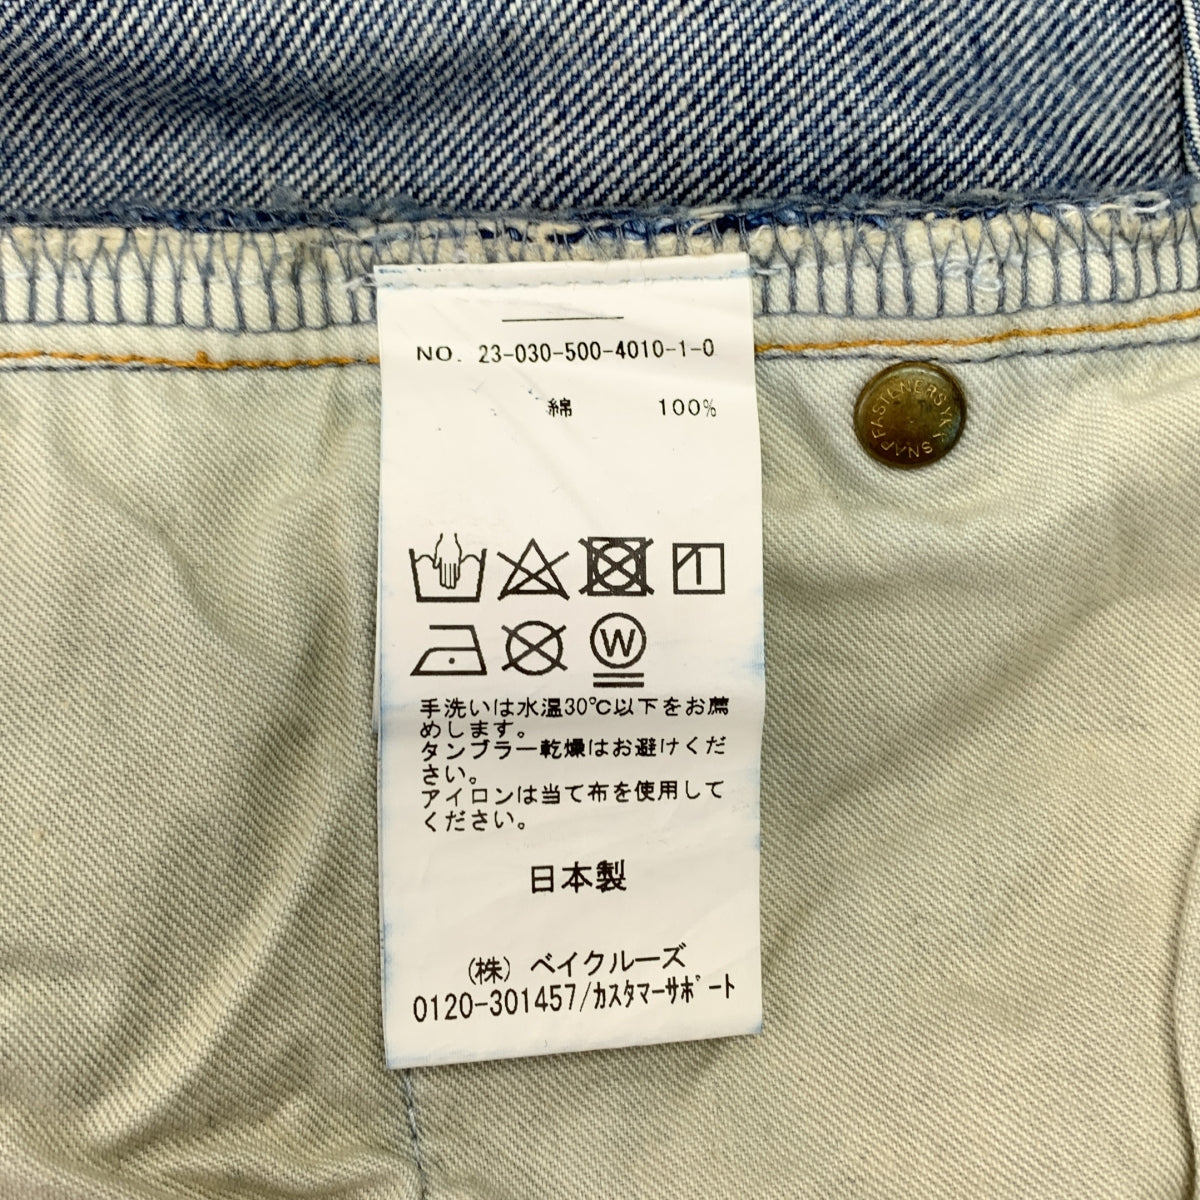 NO. 23-030-500-4010-1-0
綿 100%
W
手洗いは水温30℃以下をお薦
めします。
タンブラー乾燥はお避けくだ
さい。
アイロンは当て布を使用して
ください。
日本製
(株) ベイクルーズ
0120-301457/カスタマーサポート
SNAP FASTENERS YKK